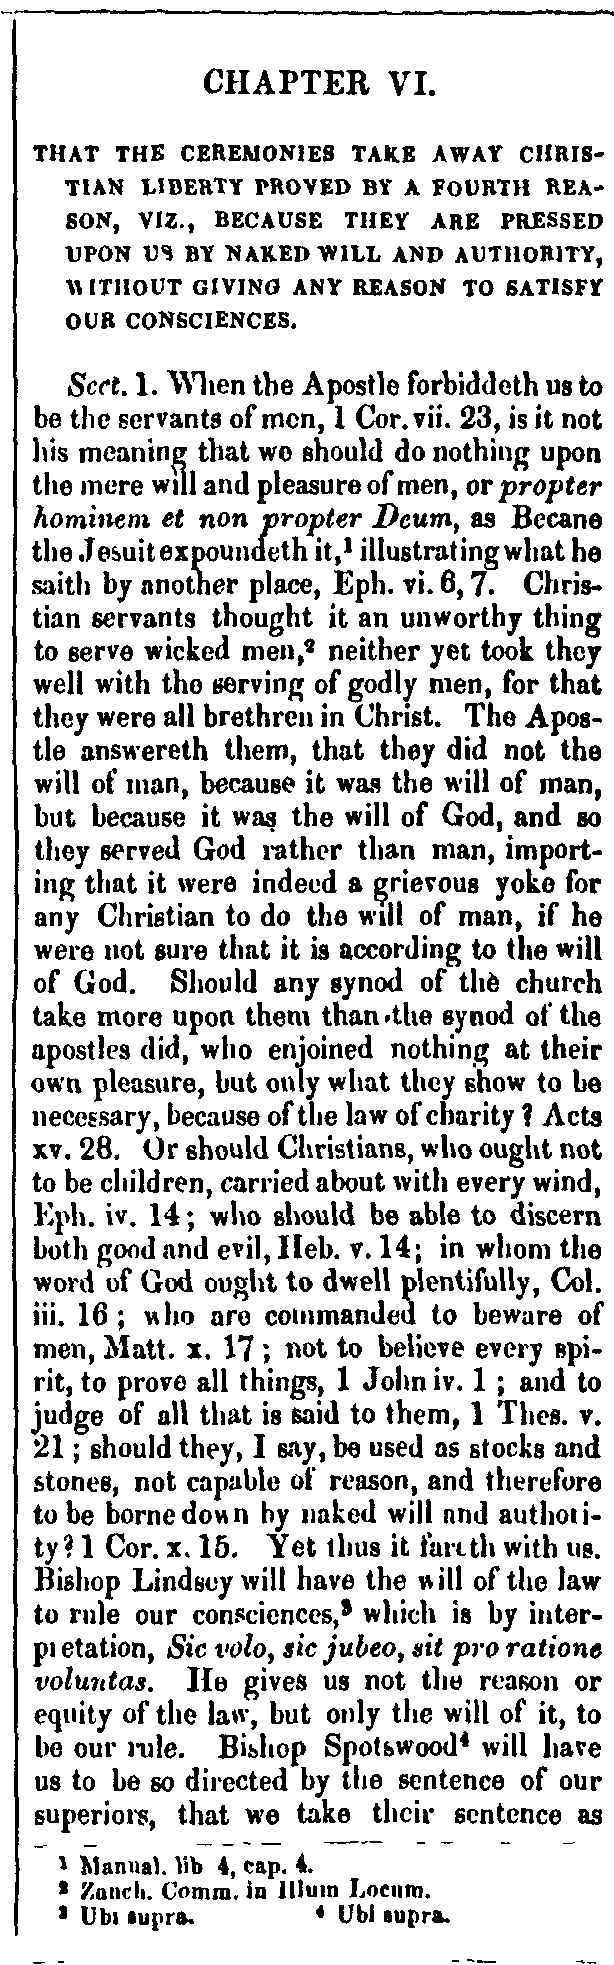 CHAPTER VI.
THAT THE CEREMONIES TAKE AWAY CHRIS-
TIAN LIBERTY PROVED BY A FOURTH REA-
SON, VIZ., BECAUSE THEY ARE PRESSED
UPON US BY NAKED WILL AND AUTHORITY,
WITHOUT GIVING ANY REASON TO SATISFY
OUR CONSCIENCES.
Sect. 1. When the Apostle forbiddeth us to
be the servants of men, 1 Cor. vii. 23, is it not
his meaning that we should do nothing upon
the mere will and pleasure of men, or propter
hominem et non propter Deum, as Becane
the Jesuit expoundeth it,¹ illustrating what he
saith by another place, Eph. vi. 6, 7. Chris-
tian servants thought it an unworthy thing
to serve wicked men,² neither yet took they
well with the serving of godly men, for that
they were all brethren in Christ. The Apos-
tle answereth them, that they did not the
will of man, because it was the will of man,
but because it was the will of God, and so
they served God rather than man, import-
ing that it were indeed a grievous yoke for
any Christian to do the will of man, if he
were not sure that it is according to the will
of God. Should any synod of the church
take more upon them than the synod of the
apostles did, who enjoined nothing at their
own pleasure, but only what they show to be
necessary, because of the law of charity? Acts
xv. 28. Or should Christians, who ought not
to be children, carried about with every wind,
Eph. iv. 14; who should be able to discern
both good and evil, Heb. v. 14; in whom the
word of God ought to dwell plentifully, Col.
iii. 16; who are commanded to beware of
men, Matt. x. 17; not to believe every spi-
rit, to prove all things, 1 John iv. 1; and to
judge of all that is said to them, 1 Thes. v.
21; should they, I say, be used as stocks and
stones, not capable of reason, and therefore
to be borne down by naked will and authori-
ty? 1 Cor. x. 15. Yet thus it fareth with us.
Bishop Lindsey will have the will of the law
to rule our consciences,³ which is by inter-
pretation, Sic volo, sic jubeo, sit pro ratione
voluntas. He gives us not the reason or
equity of the law, but only the will of it, to
be our rule. Bishop Spotswood⁴ will have
us to be so directed by the sentence of our
superiors, that we take their sentence as
¹ Manual. lib 4, cap. 4.
² Zanch. Comm. in Illum Locum.
³ Ubi supra. ⁴ Ubi supra.